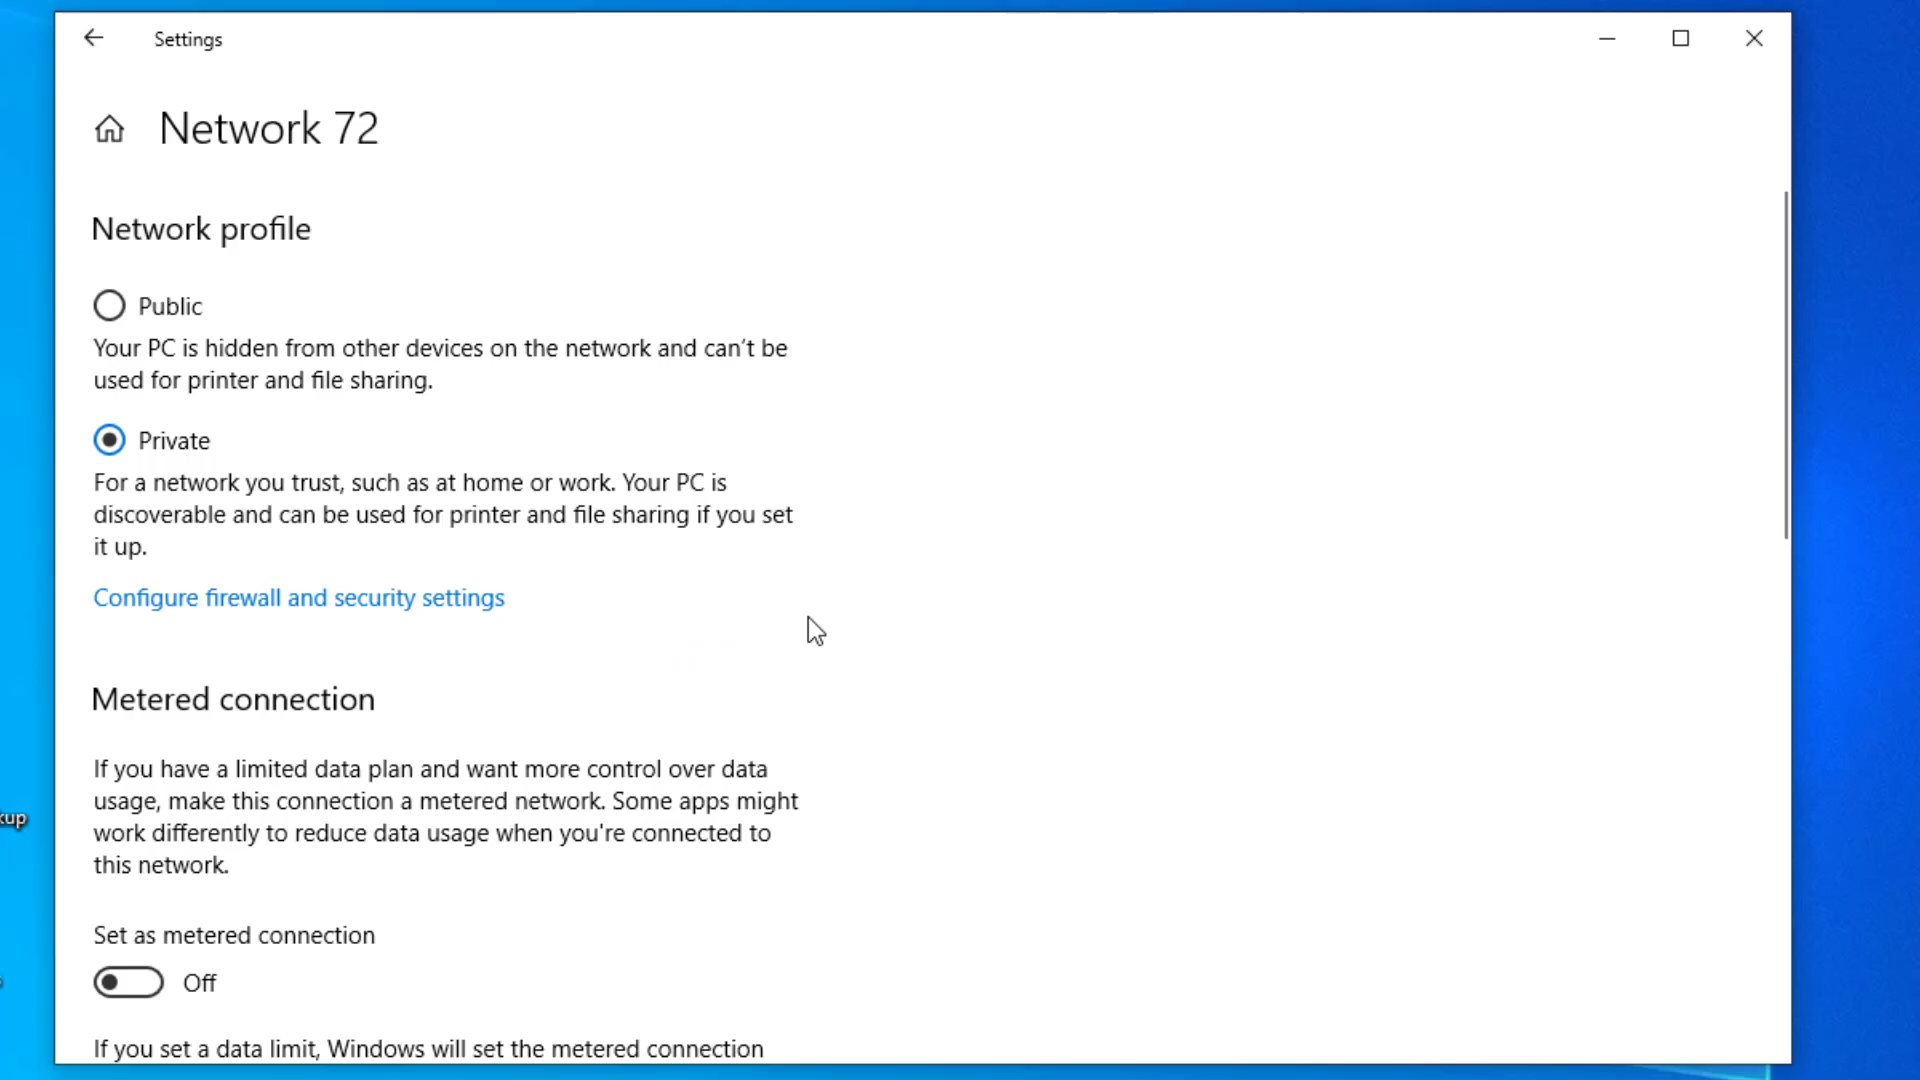 Settings
Network 72
Network profile
Public
Your PC is hidden from other devices on the network and can’t be
used for printer and file sharing.
Private
For a network you trust, such as at home or work. Your PC is
discoverable and can be used for printer and file sharing if you set
it up.
Configure firewall and security settings
Metered connection
If you have a limited data plan and want more control over data
usage, make this connection a metered network. Some apps might
work differently to reduce data usage when you're connected to
this network.
kup
Set as metered connection
Off
If you set a data limit, Windows will set the metered connection